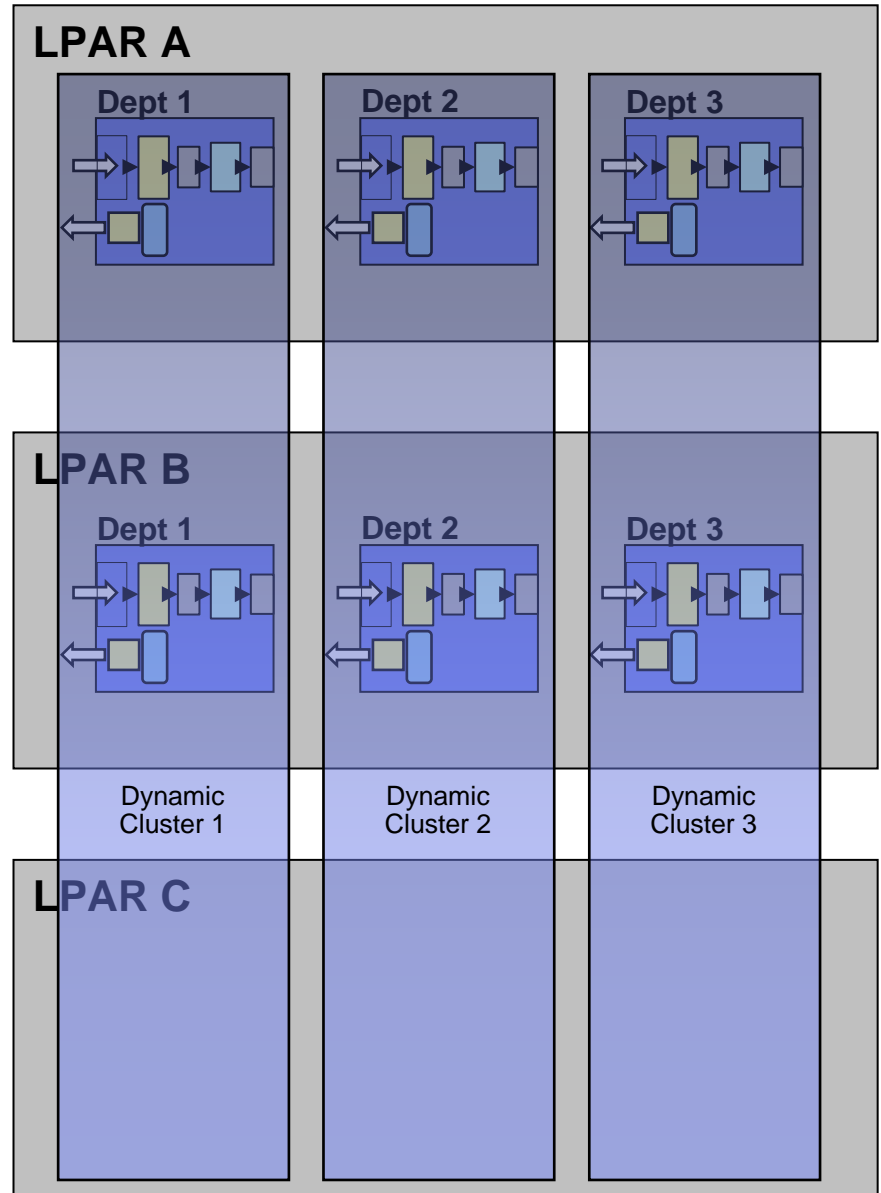 LPAR A
Dept 1
Dept 2
Dept 3
LPAR B
Dept 1
Dept 2
Dept 3
Dynamic
Cluster 1
Dynamic
Cluster 2
Dynamic
Cluster 3
LPAR C